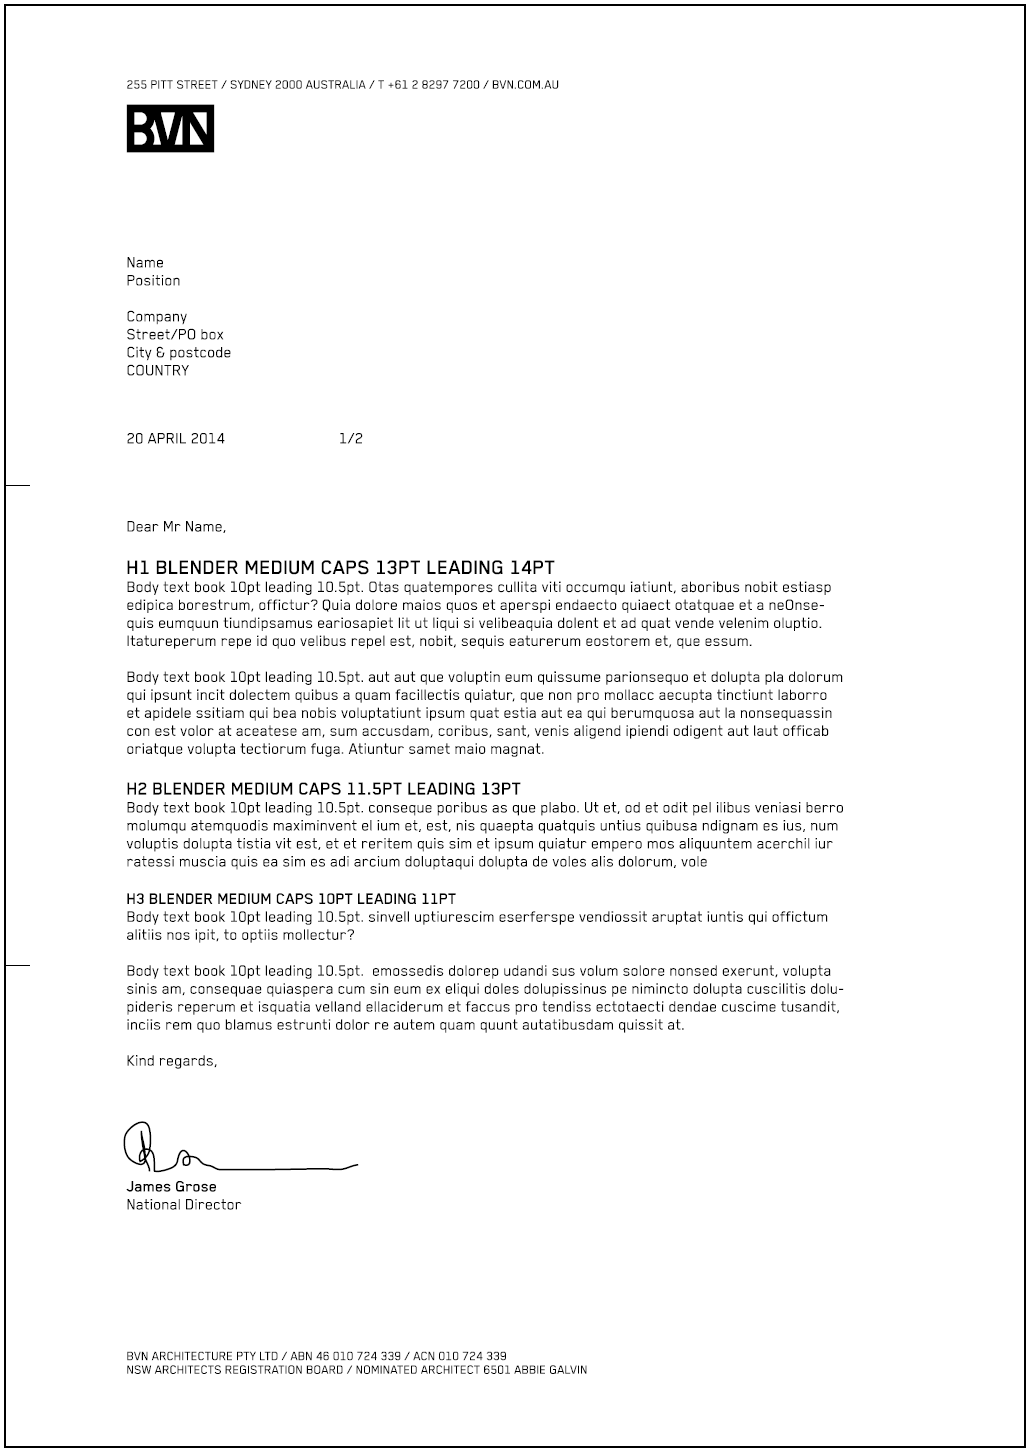 255 PITT STREET / SYDNEY 2000 AUSTRALIA / T +61 2 8297 7200 / BVN.COM.AU
BVN
Name
Position
Company
Street/PO box
City & postcode
COUNTRY
20 APRIL 2014 1/2
Dear Mr Name,
H1 BLENDER MEDIUM CAPS 13PT LEADING 14PT
Body text book 10pt leading 10.5pt. Otas quatempores cullita viti occumqu iatiunt, aboribus nobit estiasp
edipica borestrum, offictur? Quia dolore maios quos et aperspi endaecto quiaect otatquae et a neOnse-
quis eumquun tiundipsamus eariosapiet lit ut liqui si velibeaquia dolent et ad quat vende velenim oluptio.
Itatureperum repe id quo velibus repel est, nobit, sequis eaturerum eostorem et, que essum.
Body text book 10pt leading 10.5pt. aut aut que voluptin eum quissume parionsequo et dolupta pla dolorum
qui ipsunt incit dolectem quibus a quam facillectis quiatur, que non pro mollacc aecupta tinctiunt laborro
et apidele ssitiam qui bea nobis voluptatiunt ipsum quat estia aut ea qui berumquosa aut la nonsequassin
con est volor at aceatese am, sum accusdam, coribus, sant, venis aligend ipiendi odigent aut laut officab
oriatque volupta tectiorum fuga. Atiuntur samet maio magnat.
H2 BLENDER MEDIUM CAPS 11.5PT LEADING 13PT
Body text book 10pt leading 10.5pt. conseque poribus as que plabo. Ut et, od et odit pel ilibus veniasi berro
molumqu atemquodis maximinvent el ium et, est, nis quaepta quatquis untius quibusa ndignam es ius, num
voluptis dolupta tistia vit est, et et reritem quis sim et ipsum quiatur empero mos aliquuntem acerchil iur
ratessi muscia quis ea sim es adi arcium doluptaqui dolupta de voles alis dolorum, vole
H3 BLENDER MEDIUM CAPS 10PT LEADING 11PT
Body text book 10pt leading 10.5pt. sinvell uptiurescim eserferspe vendiossit aruptat iuntis qui offictum
alitiis nos ipit, to optiis mollectur?
Body text book 10pt leading 10.5pt.  emossedis dolorep udandi sus volum solore nonsed exerunt, volupta
sinis am, consequae quiaspera cum sin eum ex eliqui doles dolupissinus pe nimincto dolupta cuscilitis dolu-
pideris reperum et isquatia velland ellaciderum et faccus pro tendiss ectotaecti dendae cuscime tusandit,
inciis rem quo blamus estrunti dolor re autem quam quunt autatibusdam quissit at.
Kind regards,
James Grose
National Director
BVN ARCHITECTURE PTY LTD / ABN 46 010 724 339 / ACN 010 724 339
NSW ARCHITECTS REGISTRATION BOARD / NOMINATED ARCHITECT 6501 ABBIE GALVIN